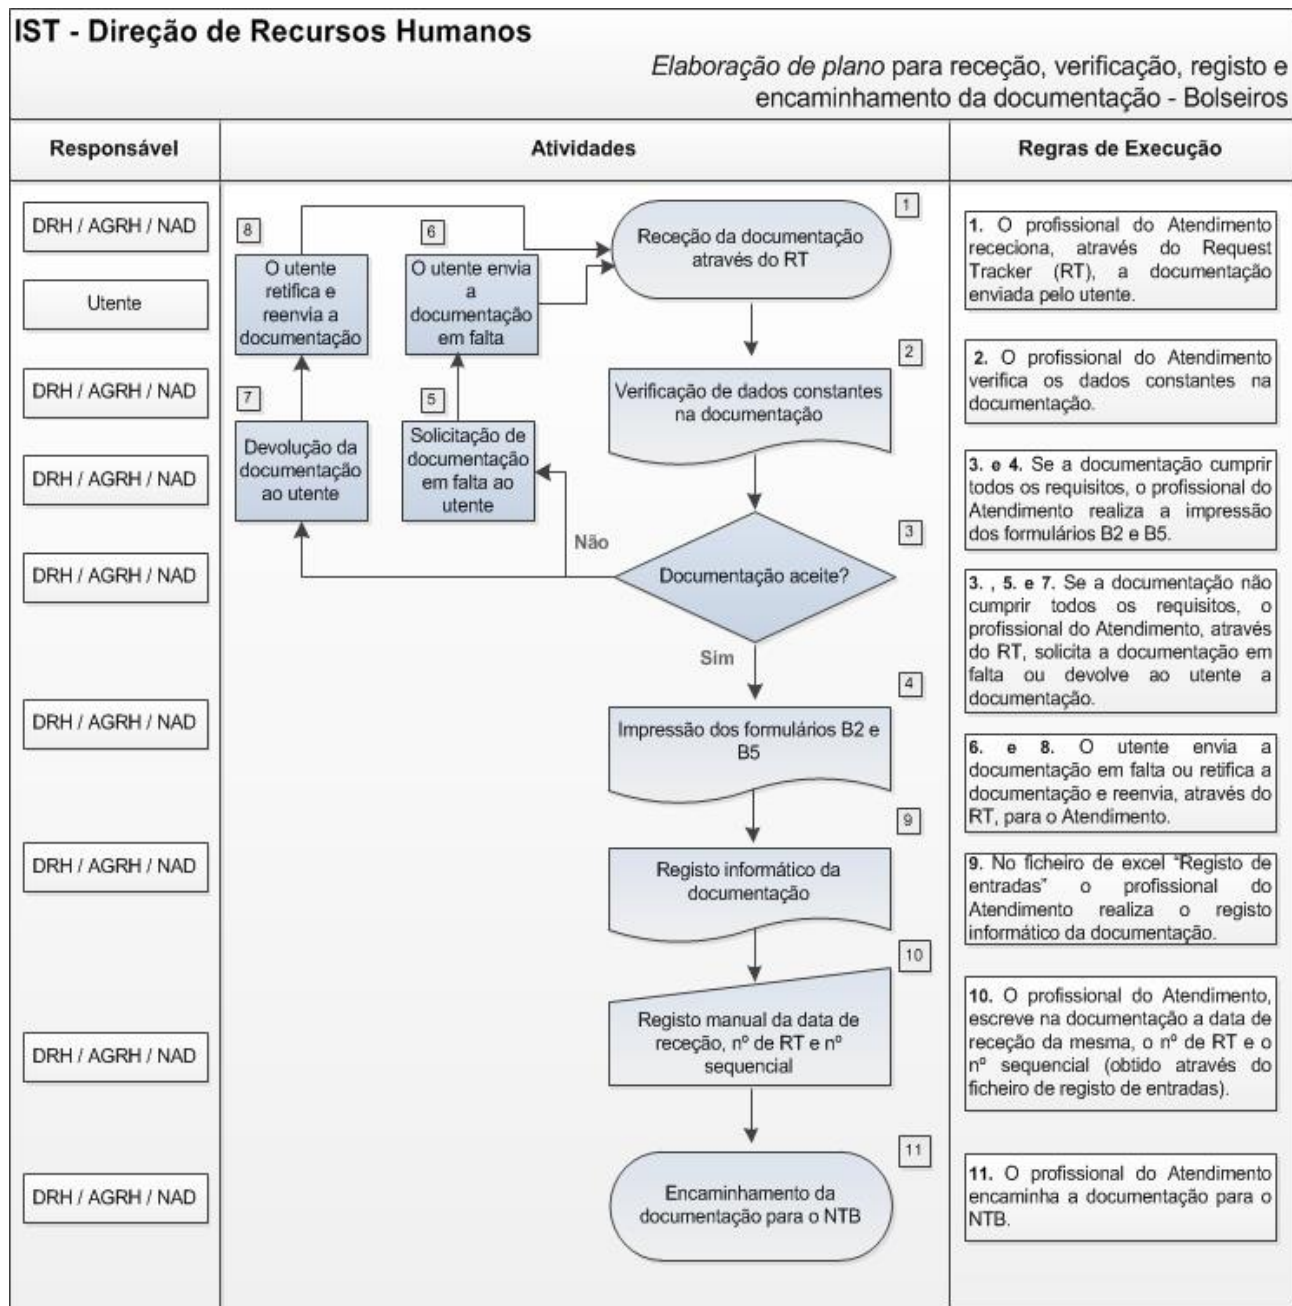 IST - Direção de Recursos Humanos
Elaboração de plano para receção, verificação, registo e
encaminhamento da documentação - Bolseiros
Responsável
Atividades
Regras de Execução
DRH / AGRH / NAD
Utente
DRH / AGRH / NAD
DRH / AGRH / NAD
DRH / AGRH / NAD
DRH / AGRH / NAD
DRH / AGRH / NAD
DRH / AGRH / NAD
DRH / AGRH / NAD
8
O utente
retifica e
reenvia a
documentação
6
O utente envia
a
documentação
em falta
1
Receção da documentação
através do RT
2
Verificação de dados constantes
na documentação
7
Devolução da
documentação
ao utente
5
Solicitação de
documentação
em falta ao
utente
3
Documentação aceite?
Não
Sim
4
Impressão dos formulários B2 e
B5
9
Registo informático da
documentação
10
Registo manual da data de
receção, nº de RT e nº
sequencial
11
Encaminhamento da
documentação para o NTB
1. O profissional do Atendimento
receciona, através do Request
Tracker (RT), a documentação
enviada pelo utente.
2. O profissional do Atendimento
verifica os dados constantes na
documentação.
3. e 4. Se a documentação cumprir
todos os requisitos, o profissional do
Atendimento realiza a impressão
dos formulários B2 e B5.
3. , 5. e 7. Se a documentação não
cumprir todos os requisitos, o
profissional do Atendimento, através
do RT, solicita a documentação em
falta ou devolve ao utente a
documentação.
6. e 8. O utente envia a
documentação em falta ou retifica a
documentação e reenvia, através do
RT, para o Atendimento.
9. No ficheiro de excel "Registo de
entradas" o profissional do
Atendimento realiza o registo
informático da documentação.
10. O profissional do Atendimento,
escreve na documentação a data de
receção da mesma, o nº de RT e o
nº sequencial (obtido através do
ficheiro de registo de entradas).
11. O profissional do Atendimento
encaminha a documentação para o
NTB.